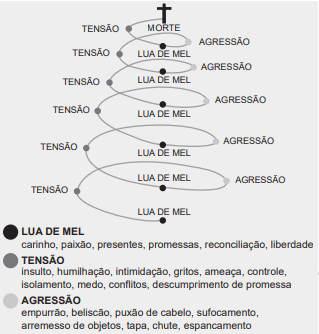 MORTE
TENSÃO
AGRESSÃO
LUA DE MEL
TENSÃO
AGRESSÃO
LUA DE MEL
TENSÃO
AGRESSÃO
LUA DE MEL
TENSÃO
AGRESSÃO
LUA DE MEL
TENSÃO
AGRESSÃO
LUA DE MEL
TENSÃO
LUA DE MEL
LUA DE MEL
carinho, paixão, presentes, promessas, reconciliação, liberdade
TENSÃO
insulto, humilhação, intimidação, gritos, ameaça, controle,
isolamento, medo, conflitos, descumprimento de promessa
AGRESSÃO
empurrão, beliscão, puxão de cabelo, sufocamento,
arremesso de objetos, tapa, chute, espancamento